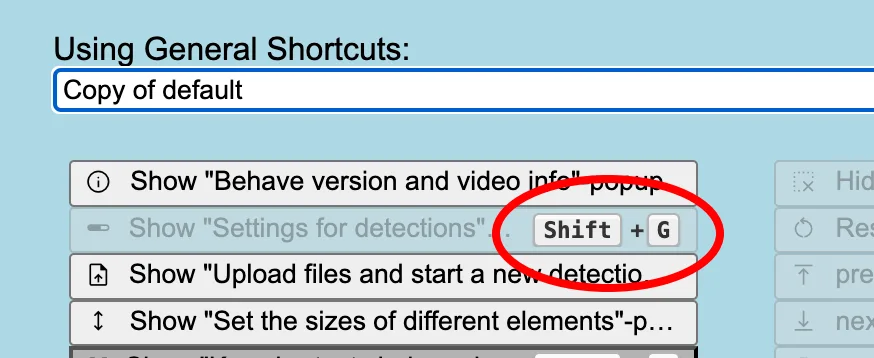 Using General Shortcuts:
Copy of default
Show "Behave version and video info"-popup
Hid
Show "Settings for detections"... Shift + G
Res
Show "Upload files and start a new detectio...
pre
Show "Set the sizes of different elements"-p...
nex